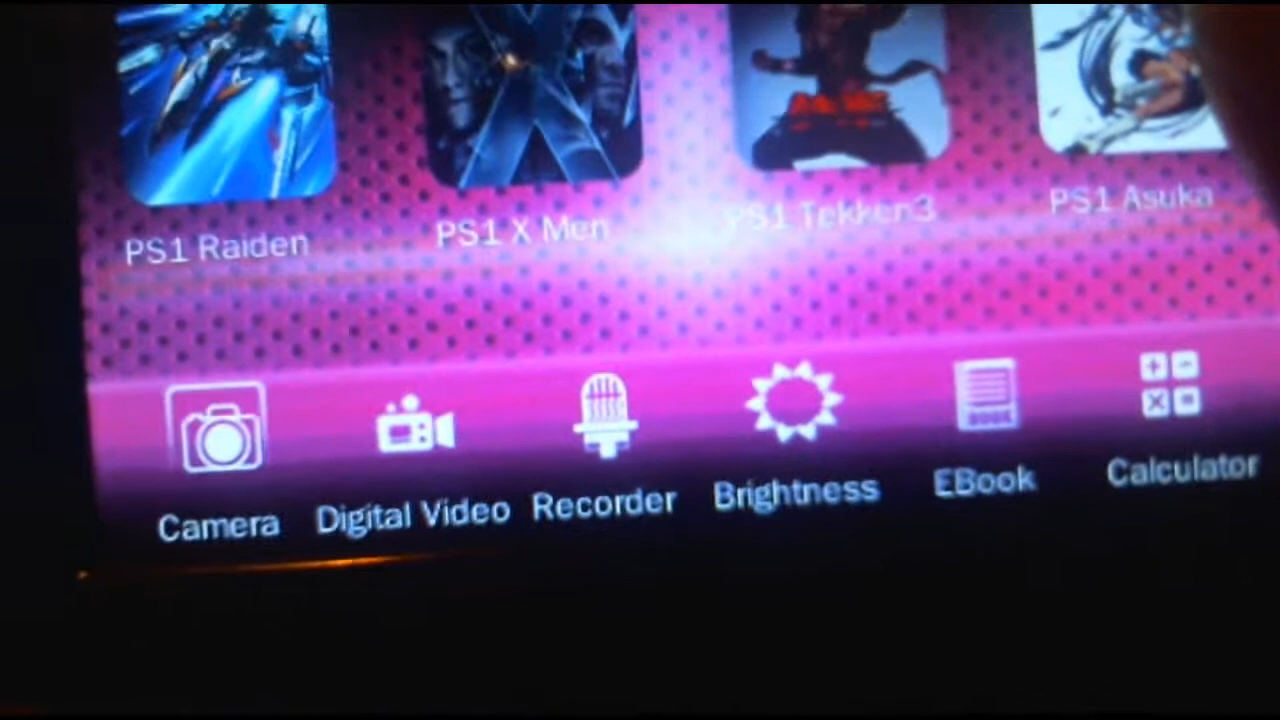 PS1 Raiden
PS1 X Men
PS1 Tekken3
PS1 Asuka
Camera
Digital Video
Recorder
Brightness
EBook
Calculator